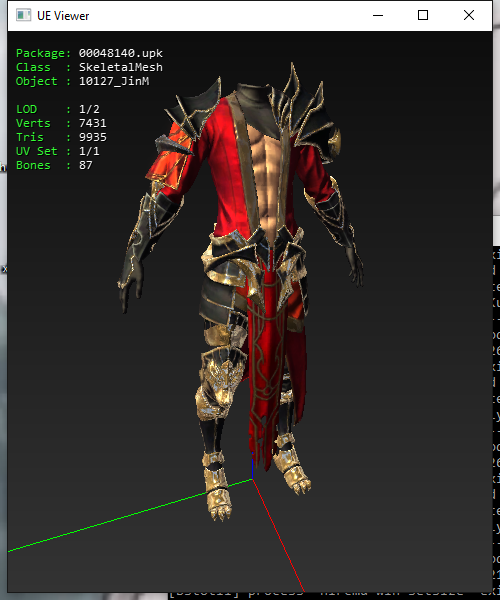 UE Viewer
Package: 00048140.upk
Class : SkeletalMesh
Object : 10127_JinM
LOD : 1/2
Verts : 7431
Tris : 9935
UV Set : 1/1
Bones : 87